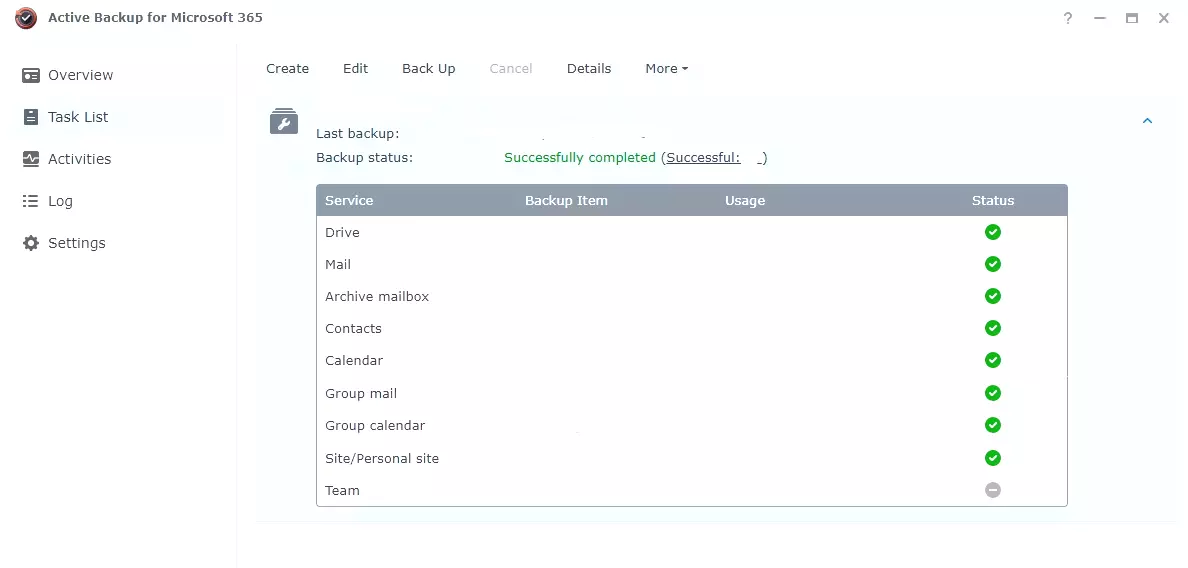 Active Backup for Microsoft 365
?
Overview
Task List
Activities
Log
Settings
Create Edit Back Up Cancel Details More
Last backup:
Backup status: Successfully completed (Successful: )
Service Backup Item Usage Status
Drive
Mail
Archive mailbox
Contacts
Calendar
Group mail
Group calendar
Site/Personal site
Team